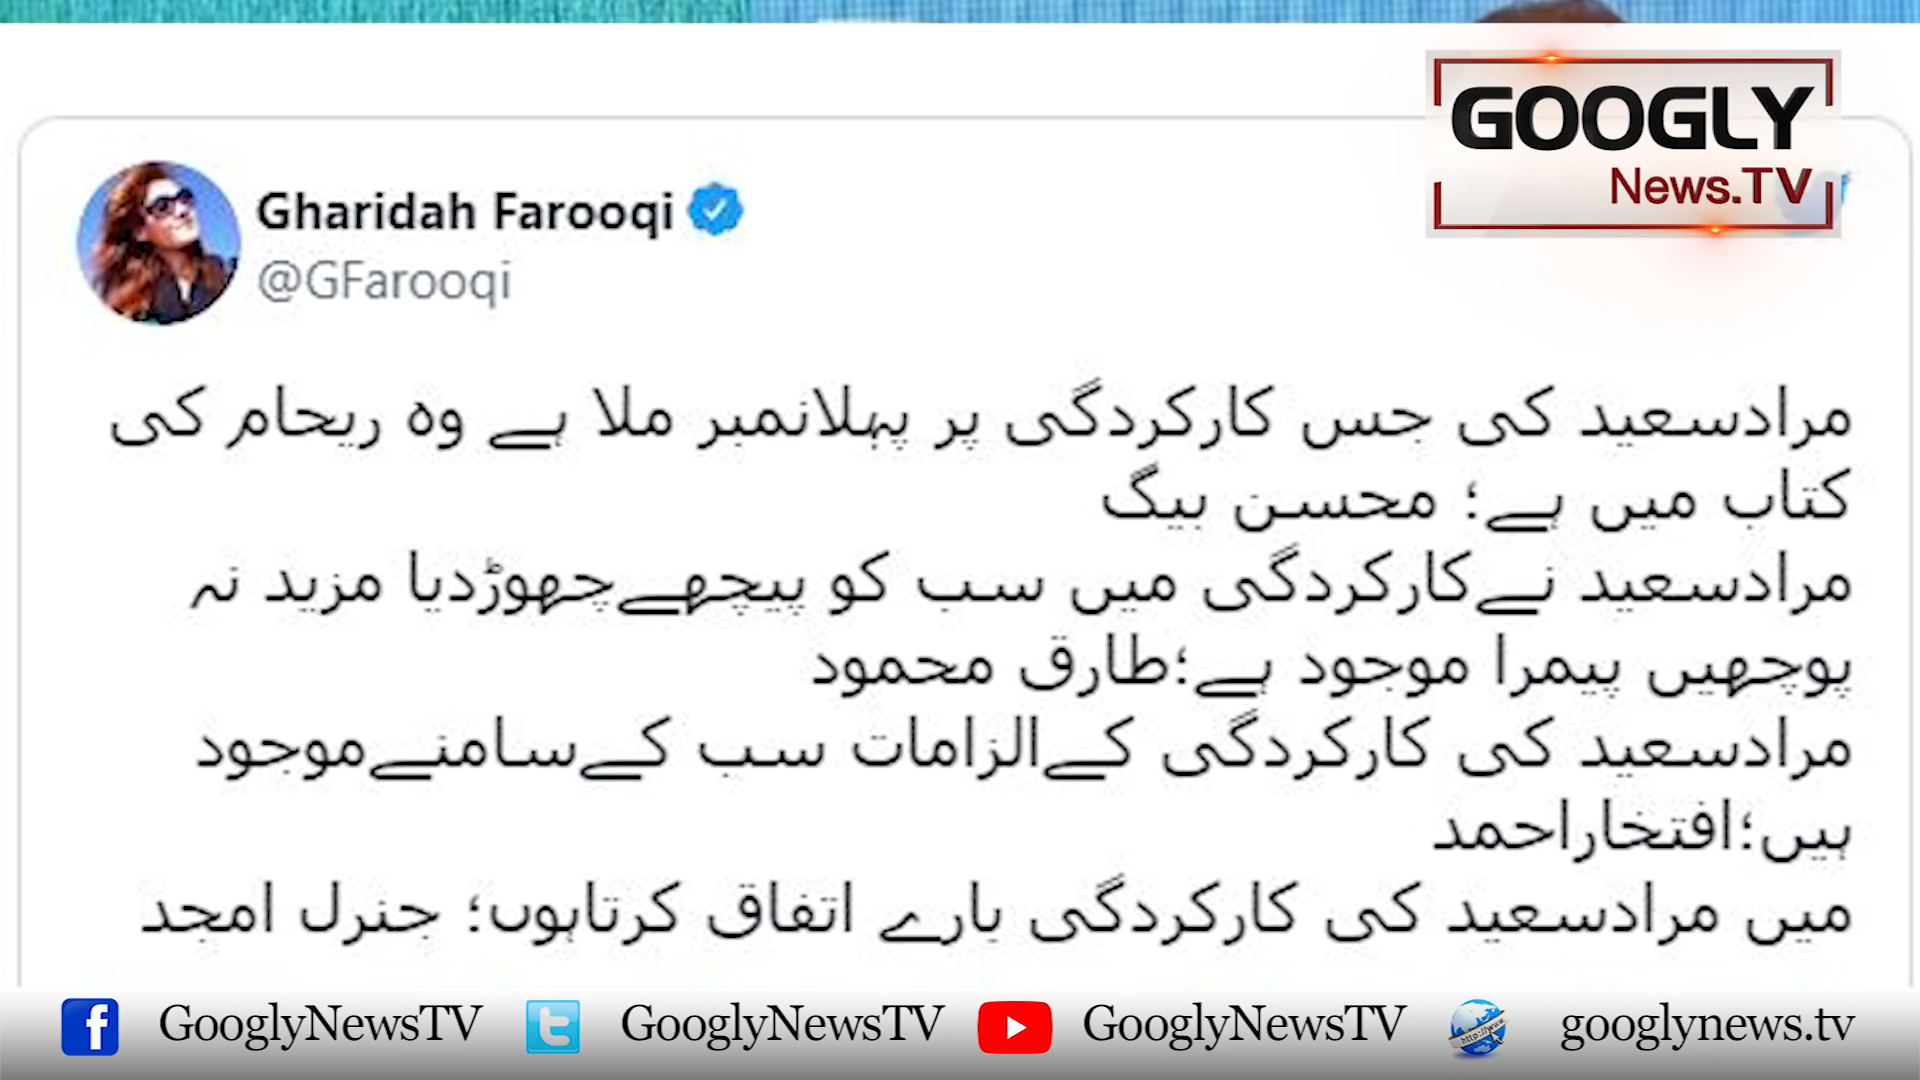 GOOGLY
News.TV
Gharidah Farooqi
@GFarooqi
مرادسعید کی جس کارکردگی پر پہلانمبر ملا ہے وہ ریحام کی
کتاب میں ہے؛ محسن بیگ
مرادسعید نےکارکردگی میں سب کو پیچھےچھوڑدیا مزید نہ
پوچھیں پیمرا موجود ہے؛طارق محمود
مرادسعید کی کارکردگی کےالزامات سب کےسامنےموجود
ہیں؛افتخاراحمد
میں مرادسعید کی کارکردگی بارے اتفاق کرتاہوں؛ جنرل امجد
GooglyNewsTV GooglyNewsTV GooglyNewsTV googlynews.tv